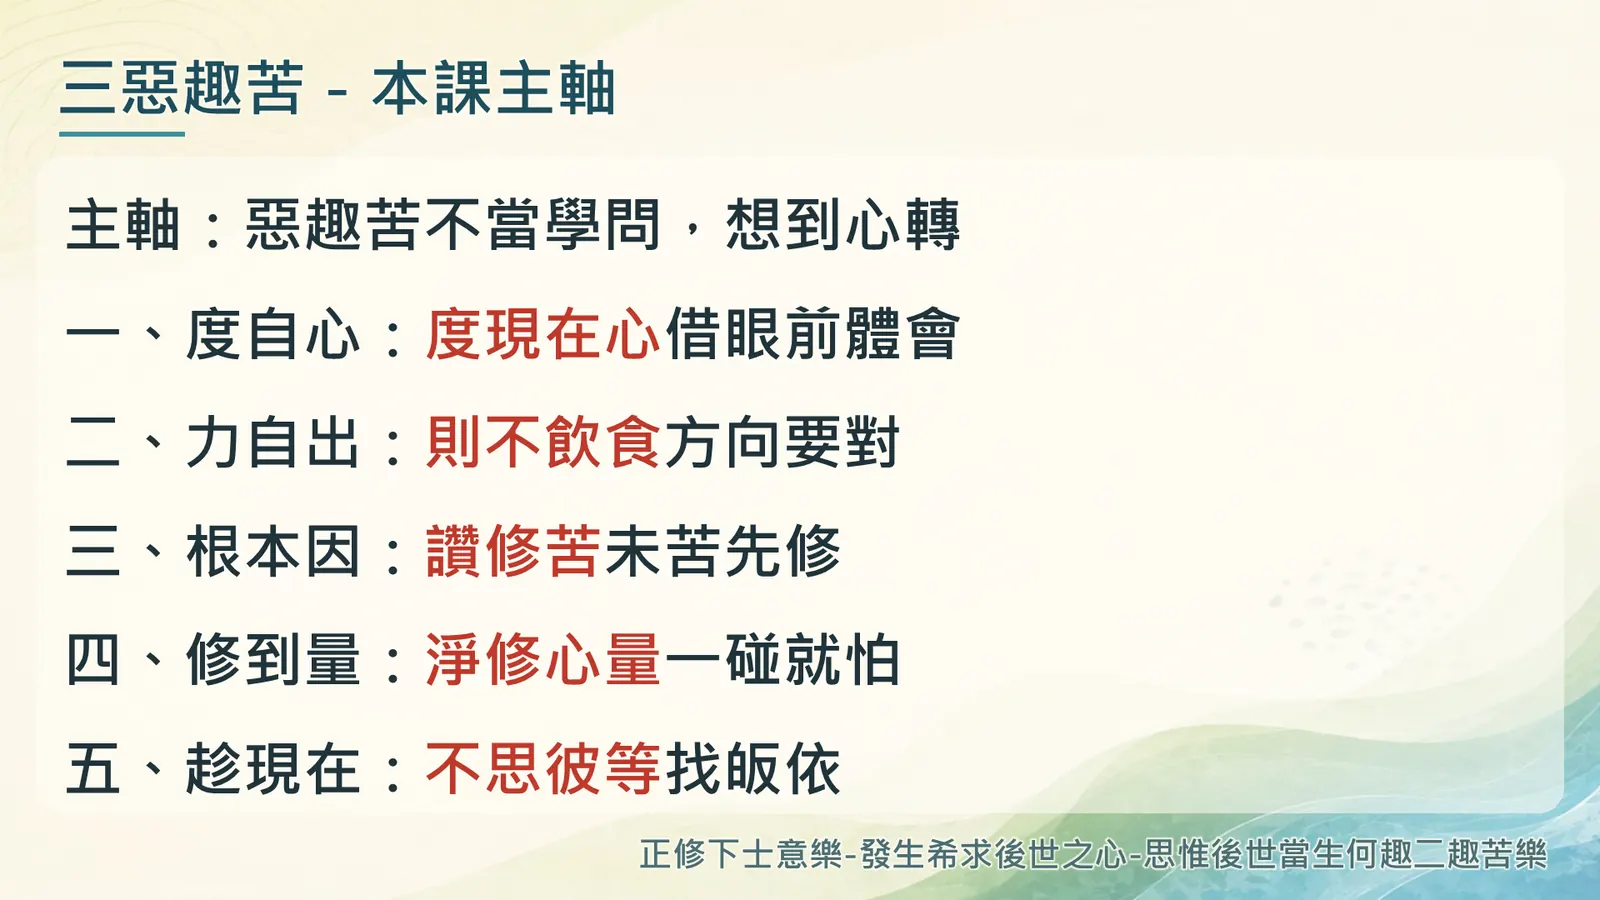 三惡趣苦 - 本課主軸
主軸：惡趣苦不當學問，想到心轉
一、度自心：度現在心借眼前體會
二、力自出：則不飲食方向要對
三、根本因：讚修苦未苦先修
四、修到量：淨修心量一碰就怕
五、趁現在：不思彼等找皈依
正修下士意樂-發生希求後世之心-思惟後世當生何趣二趣苦樂